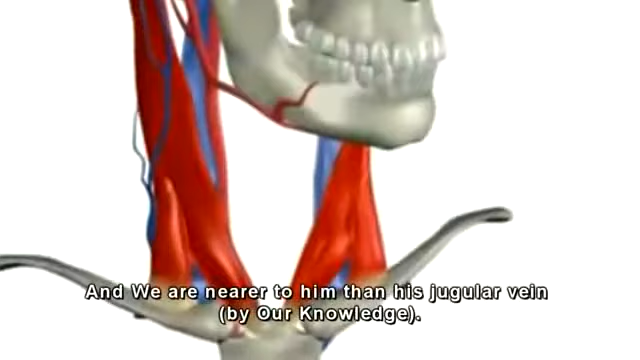 And We are nearer to him than his jugular vein
(by Our Knowledge).